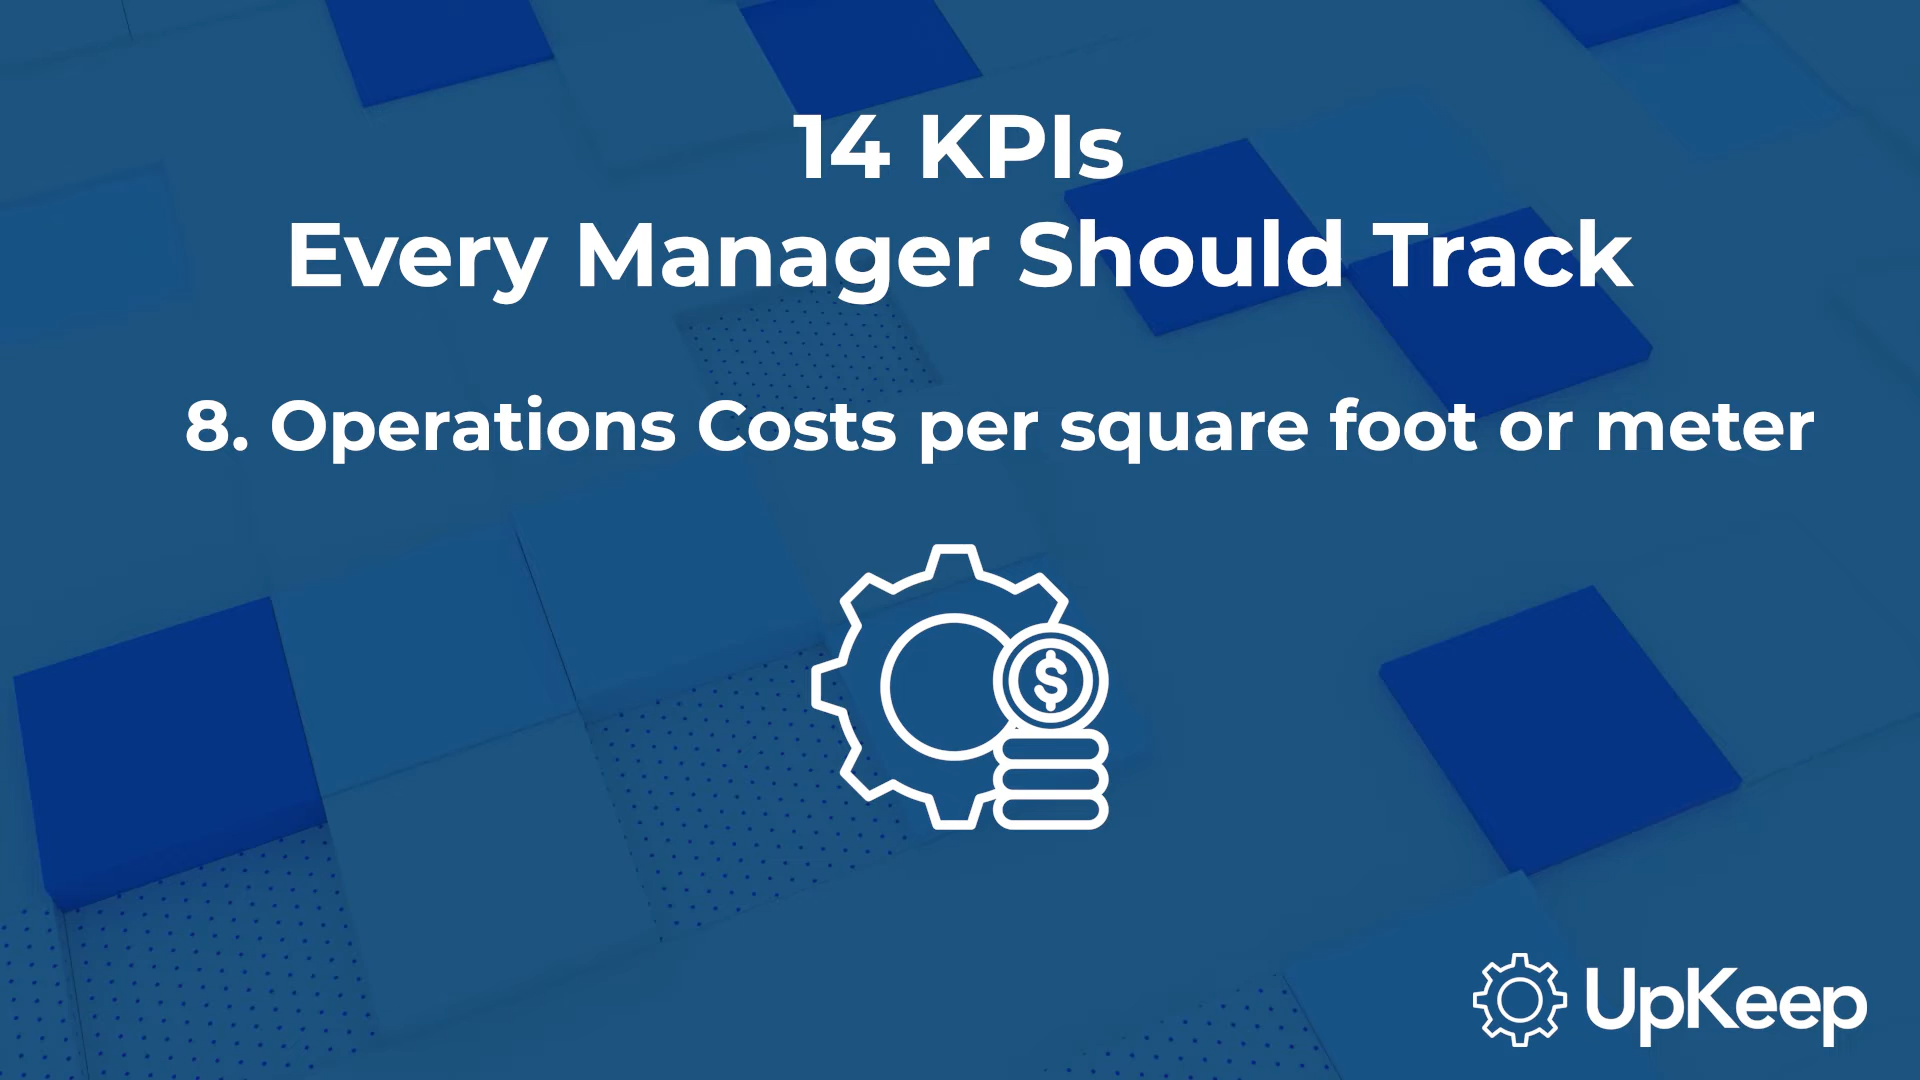 14 KPIs
Every Manager Should Track
8. Operations Costs per square foot or meter
$
UpKeep